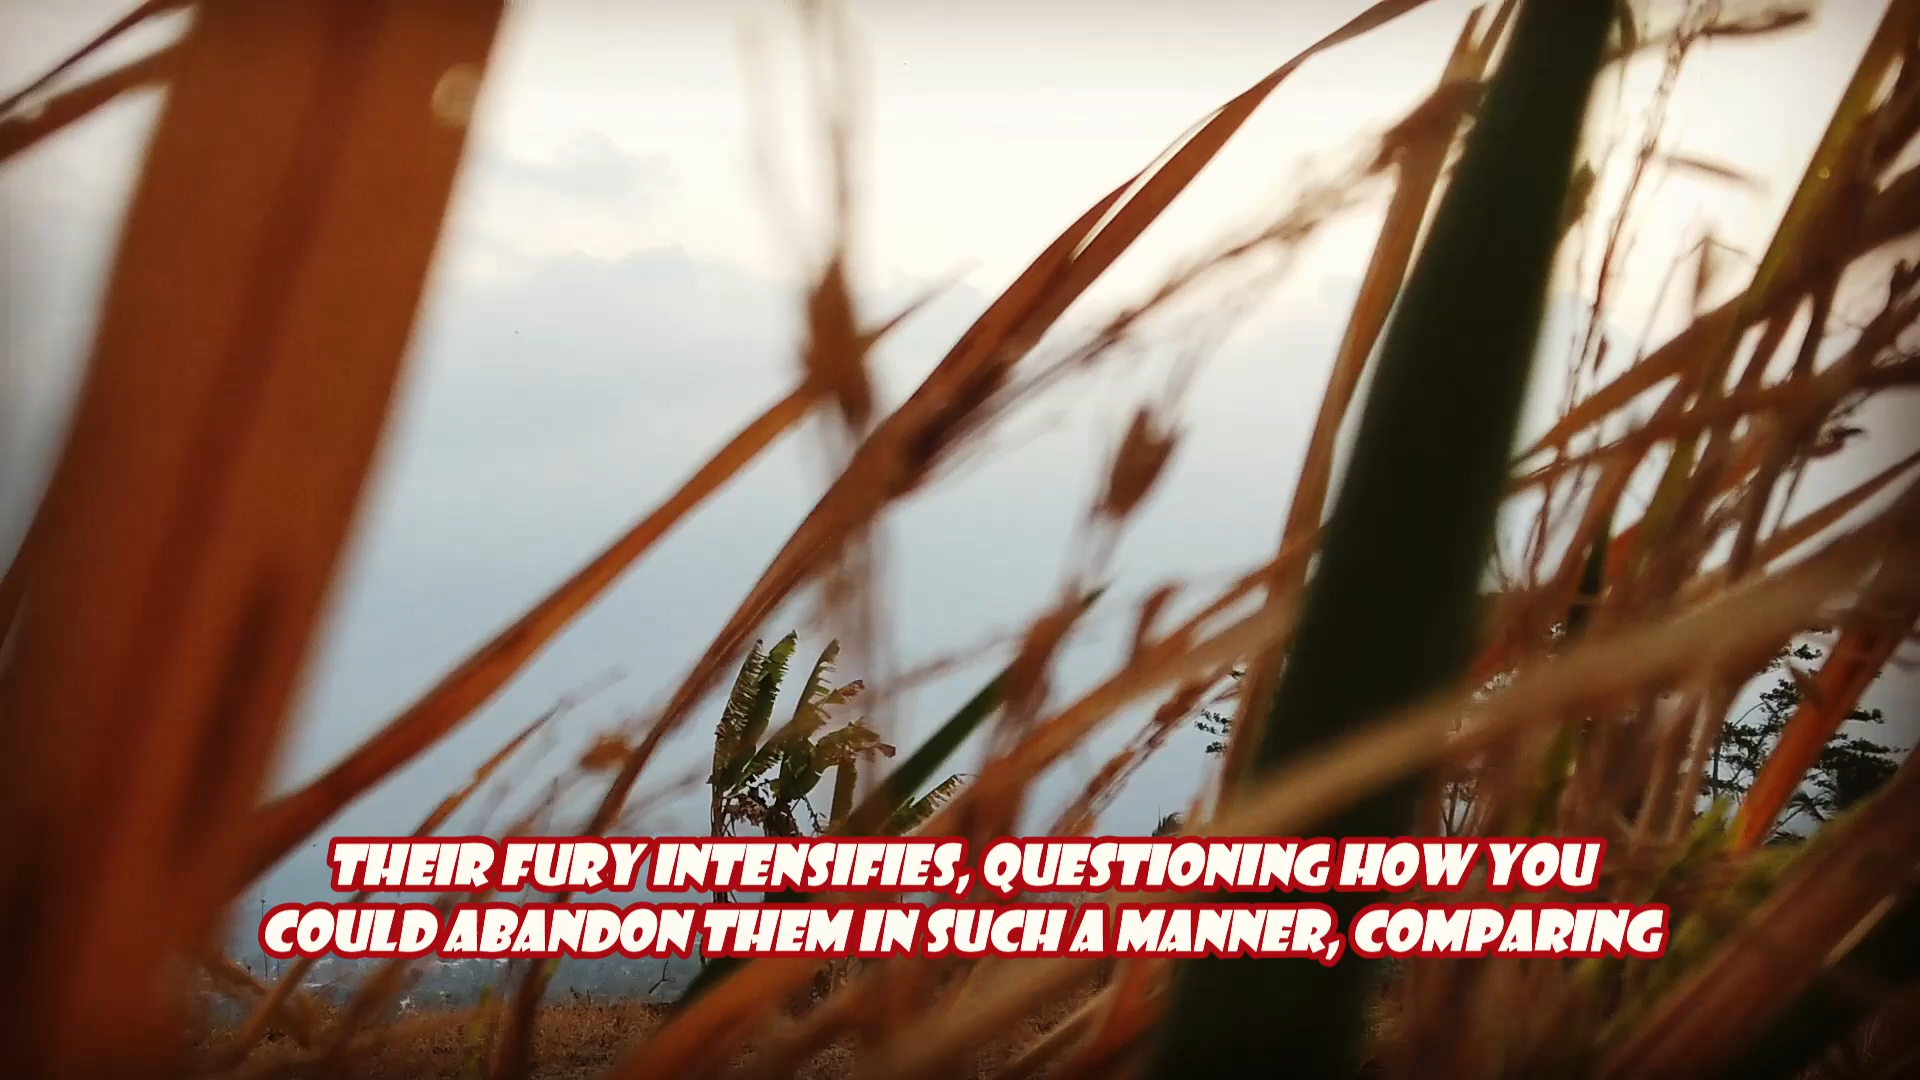 THEIR FURY INTENSIFIES, QUESTIONING HOW YOU
COULD ABANDON THEM IN SUCH A MANNER, COMPARING